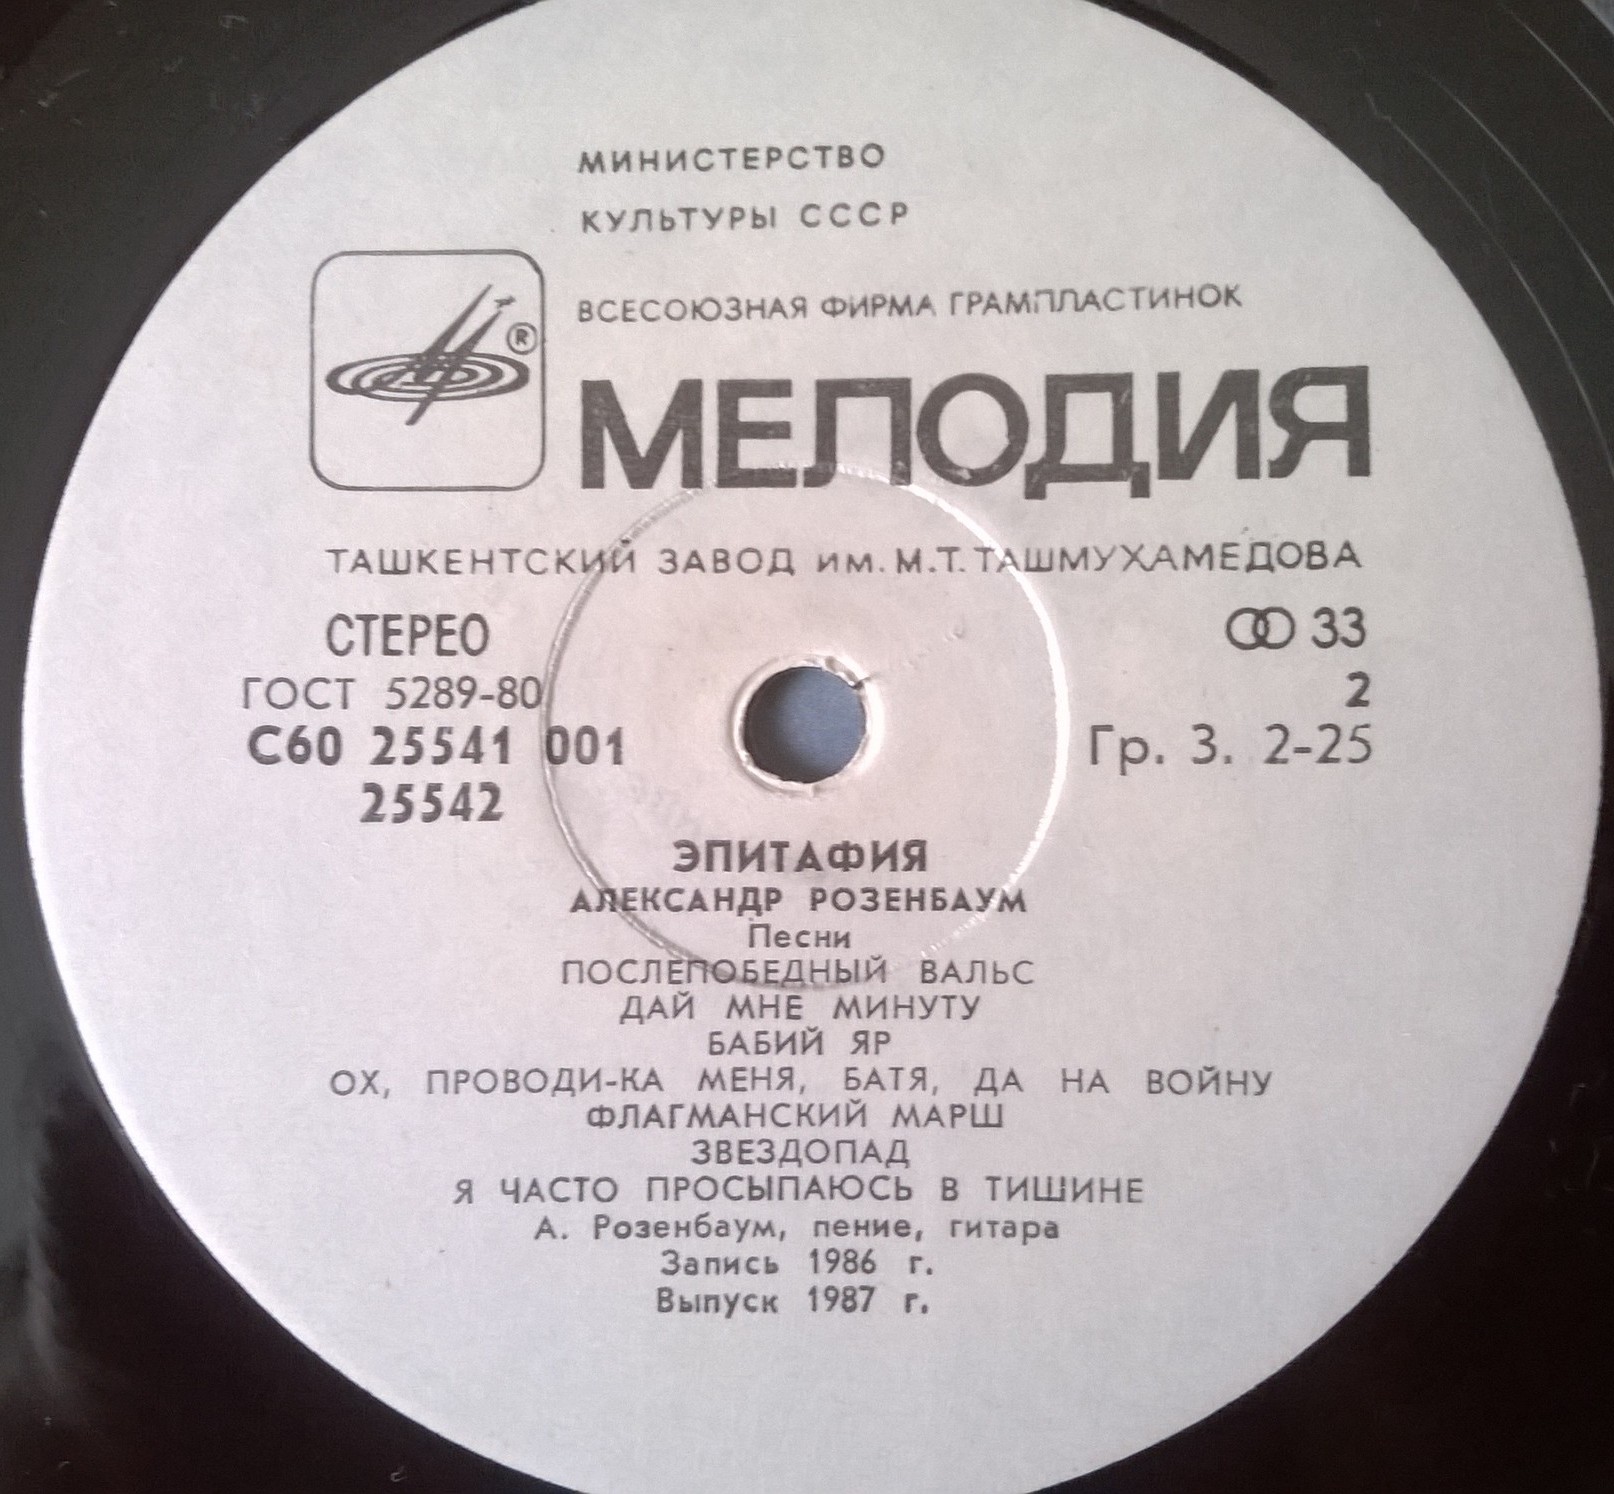 МИНИСТЕРСТВО
КУЛЬТУРЫ СССР
ВСЕСОЮЗНАЯ ФИРМА ГРАМПЛАСТИНОК
®
МЕЛОДИЯ
ТАШКЕНТСКИЙ ЗАВОД ИМ. М.Т. ТАШМУХАМЕДОВА
СТЕРЕО
33
ГОСТ 5289-80
2
С60 25541 001
Гр. 3. 2-25
25542
ЭПИТАФИЯ
АЛЕКСАНДР РОЗЕНБАУМ
Песни
ПОСЛЕПОБЕДНЫЙ ВАЛЬС
ДАЙ МНЕ МИНУТУ
БАБИЙ ЯР
ОХ, ПРОВОДИ-КА МЕНЯ, БАТЯ, ДА НА ВОЙНУ
ФЛАГМАНСКИЙ МАРШ
ЗВЕЗДОПАД
Я ЧАСТО ПРОСЫПАЮСЬ В ТИШИНЕ
А. Розенбаум, пение, гитара
Запись 1986 г.
Выпуск 1987 г.